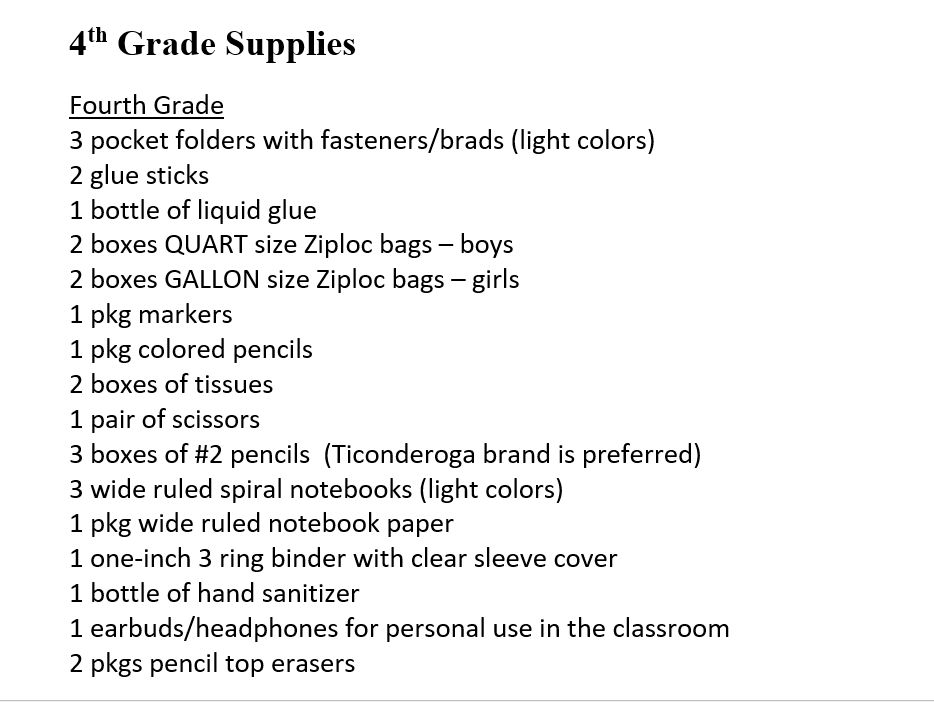 4th Grade Supplies
Fourth Grade
3 pocket folders with fasteners/brads (light colors)
2 glue sticks
1 bottle of liquid glue
2 boxes QUART size Ziploc bags – boys
2 boxes GALLON size Ziploc bags – girls
1 pkg markers
1 pkg colored pencils
2 boxes of tissues
1 pair of scissors
3 boxes of #2 pencils  (Ticonderoga brand is preferred)
3 wide ruled spiral notebooks (light colors)
1 pkg wide ruled notebook paper
1 one-inch 3 ring binder with clear sleeve cover
1 bottle of hand sanitizer
1 earbuds/headphones for personal use in the classroom
2 pkgs pencil top erasers